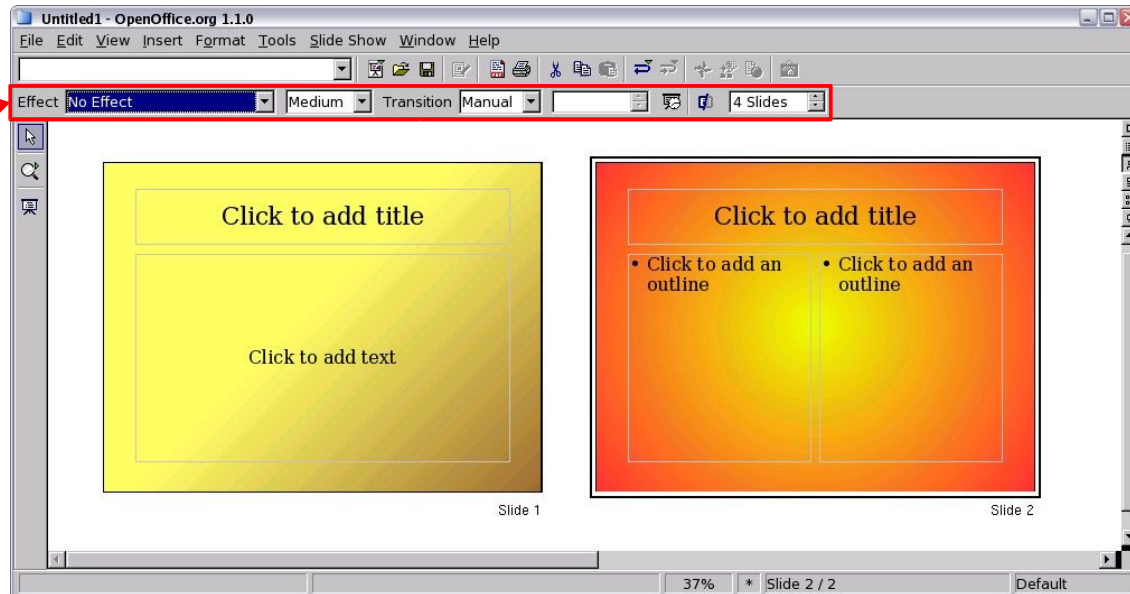 Untitled1 - OpenOffice.org 1.1.0
File Edit View Insert Format Tools Slide Show Window Help
Effect No Effect Medium Transition Manual 4 Slides
Click to add title
Click to add text
Slide 1
Click to add title
• Click to add an
outline
• Click to add an
outline
Slide 2
37% * Slide 2 / 2 Default